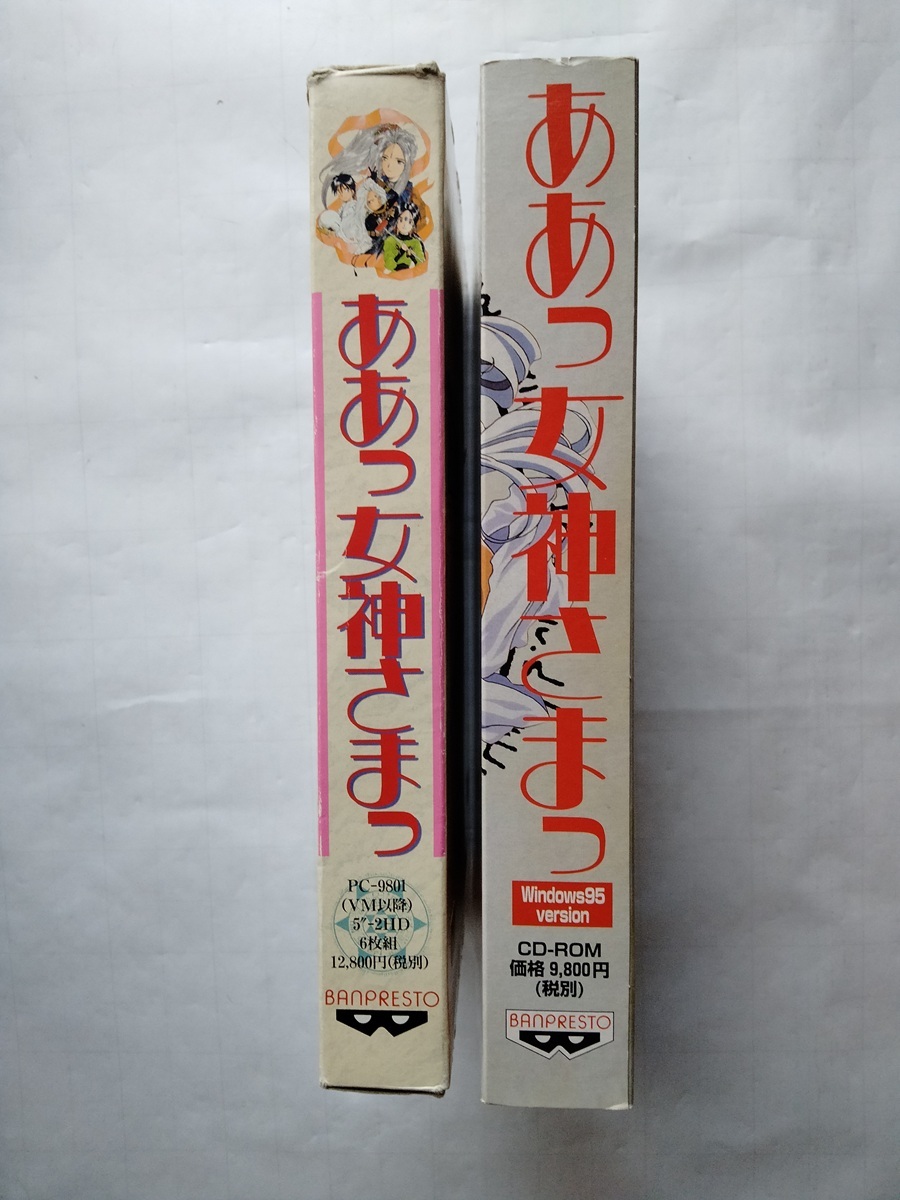 ああっ女神さまっ
PC-9801
(VM以降)
5"-2HD
6枚組
12,800円(税別)
BANPRESTO
ああっ女神さまっ
Windows95
version
CD-ROM
価格 9,800円
(税別)
BANPRESTO